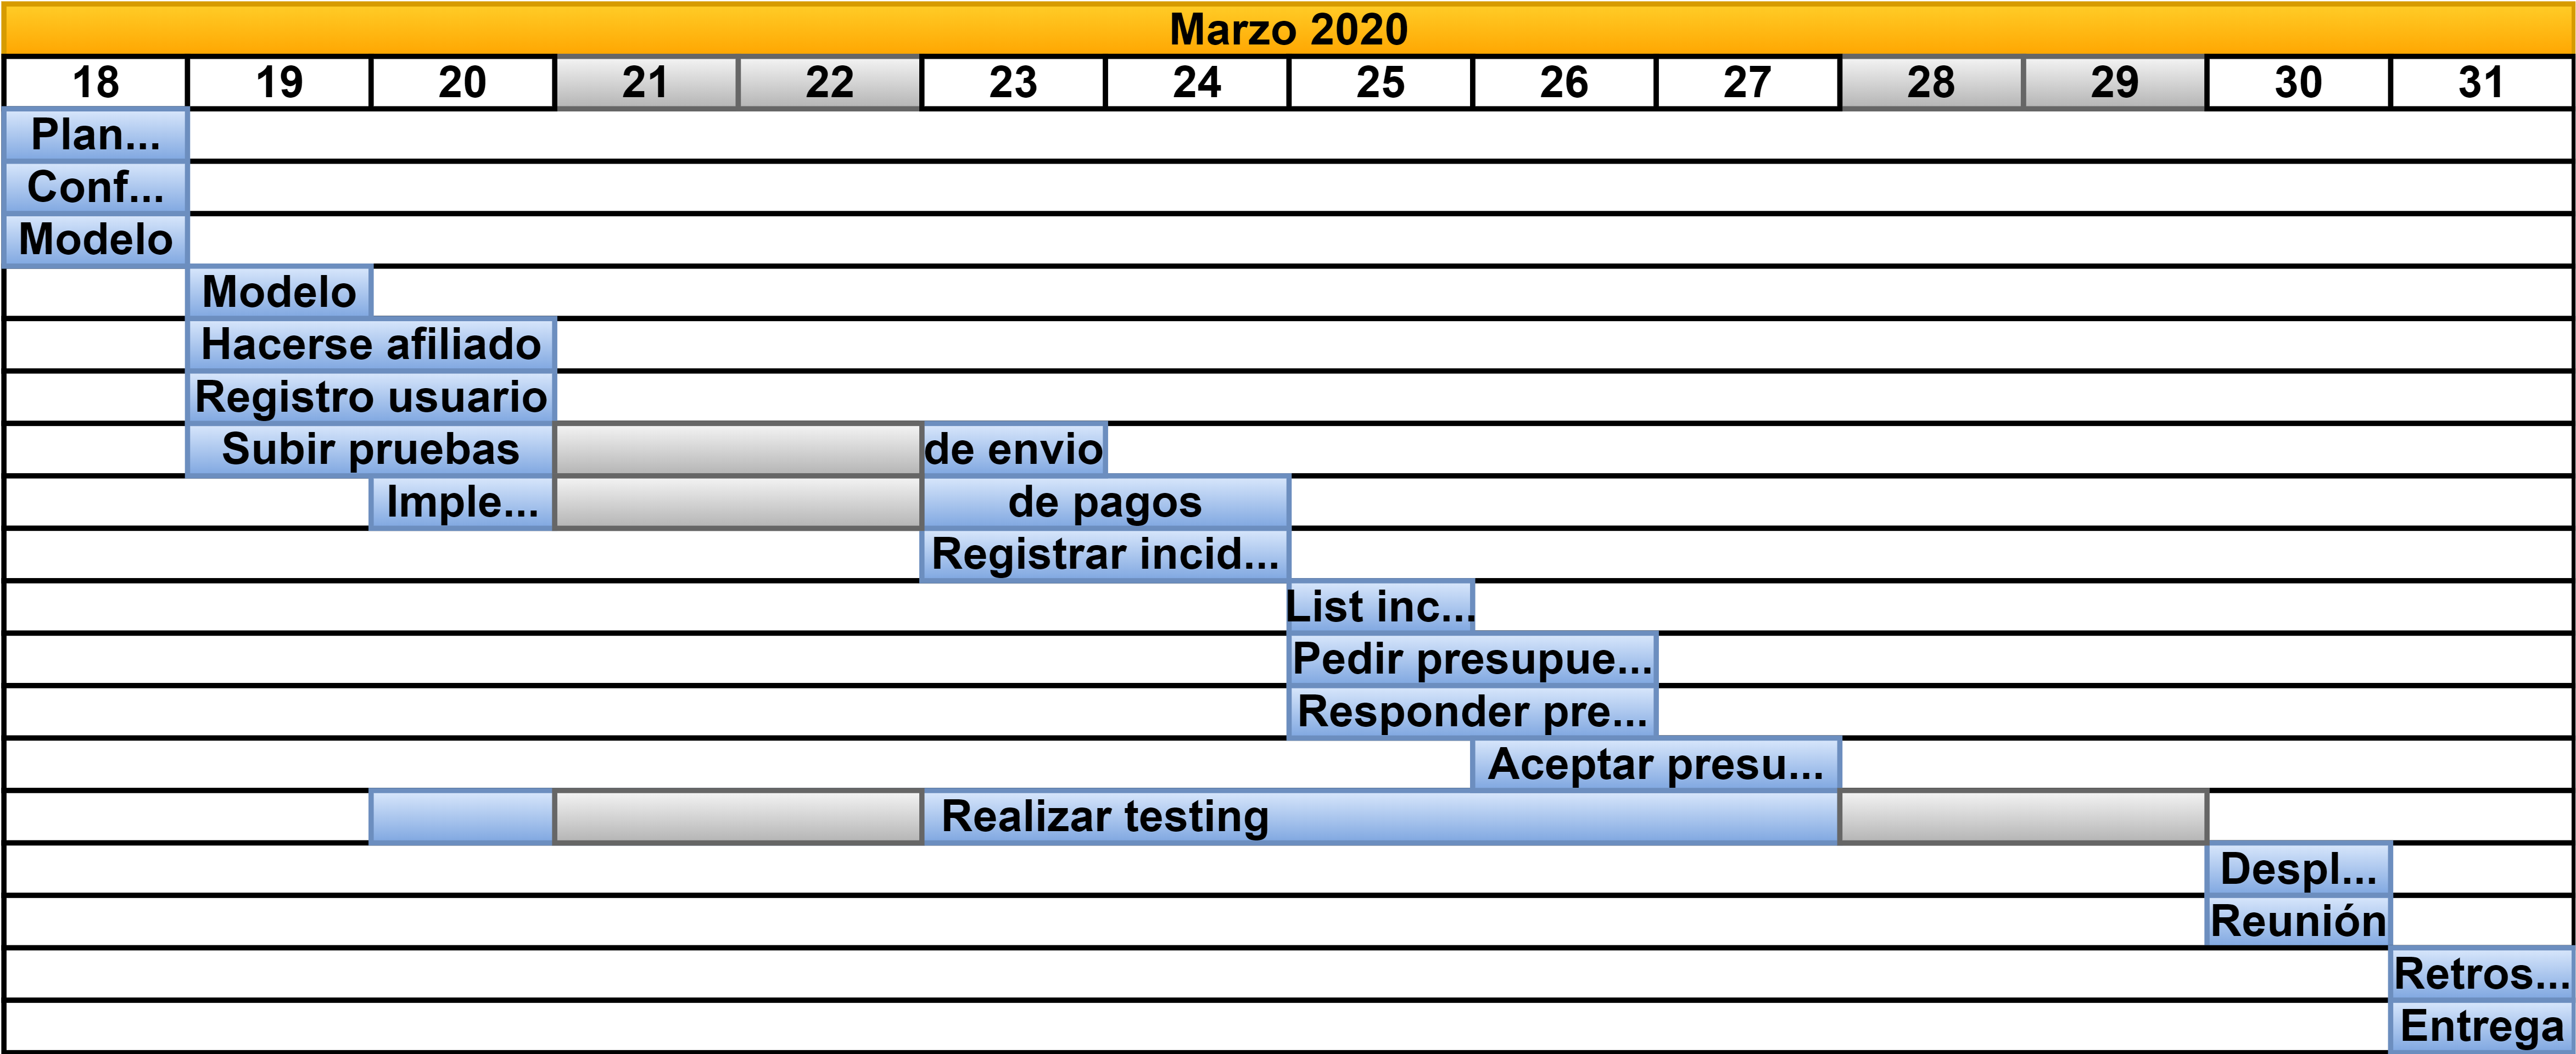 Marzo 2020
18 19 20 21 22 23 24 25 26 27 28 29 30 31
Plan...
Conf...
Modelo
Modelo
Hacerse afiliado
Registro usuario
Subir pruebas de envio
Imple... de pagos
Registrar incid...
List inc...
Pedir presupue...
Responder pre...
Aceptar presu...
Realizar testing
Despl...
Reunión
Retros...
Entrega